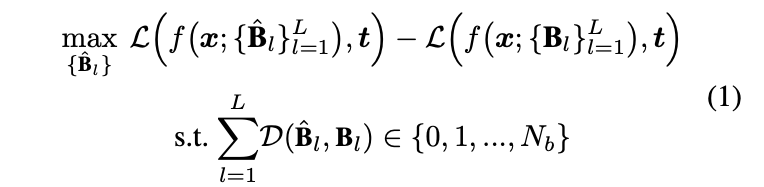 \max_{\{\hat{\mathbf{B}}_l\}} \mathcal{L}\Big(f\big(\boldsymbol{x}; \{\hat{\mathbf{B}}_l\}_{l=1}^{L}\big), \boldsymbol{t}\Big) - \mathcal{L}\Big(f\big(\boldsymbol{x}; \{\mathbf{B}_l\}_{l=1}^{L}\big), \boldsymbol{t}\Big)
(1)
\text{s.t.} \sum_{l=1}^{L} \mathcal{D}(\hat{\mathbf{B}}_l, \mathbf{B}_l) \in \{0, 1, ..., N_b\}